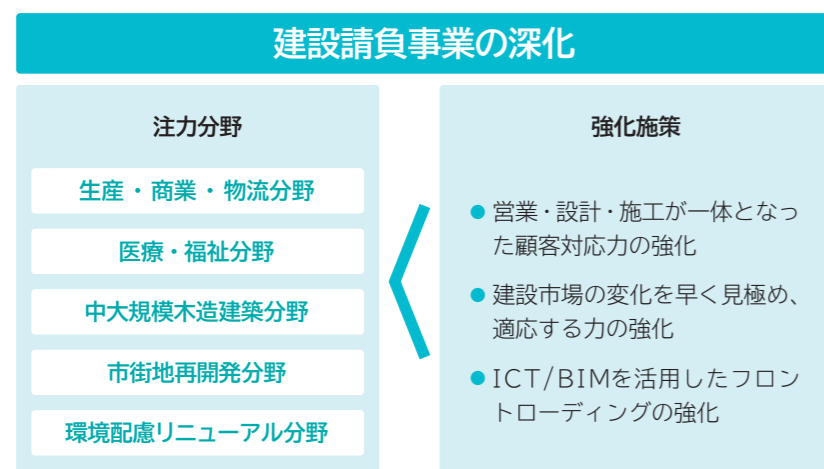 建設請負事業の深化
注力分野
生産・商業・物流分野
医療・福祉分野
中大規模木造建築分野
市街地再開発分野
環境配慮リニューアル分野
強化施策
● 営業・設計・施工が一体となっ
た顧客対応力の強化
● 建設市場の変化を早く見極め、
適応する力の強化
● ICT/BIMを活用したフロン
トローディングの強化